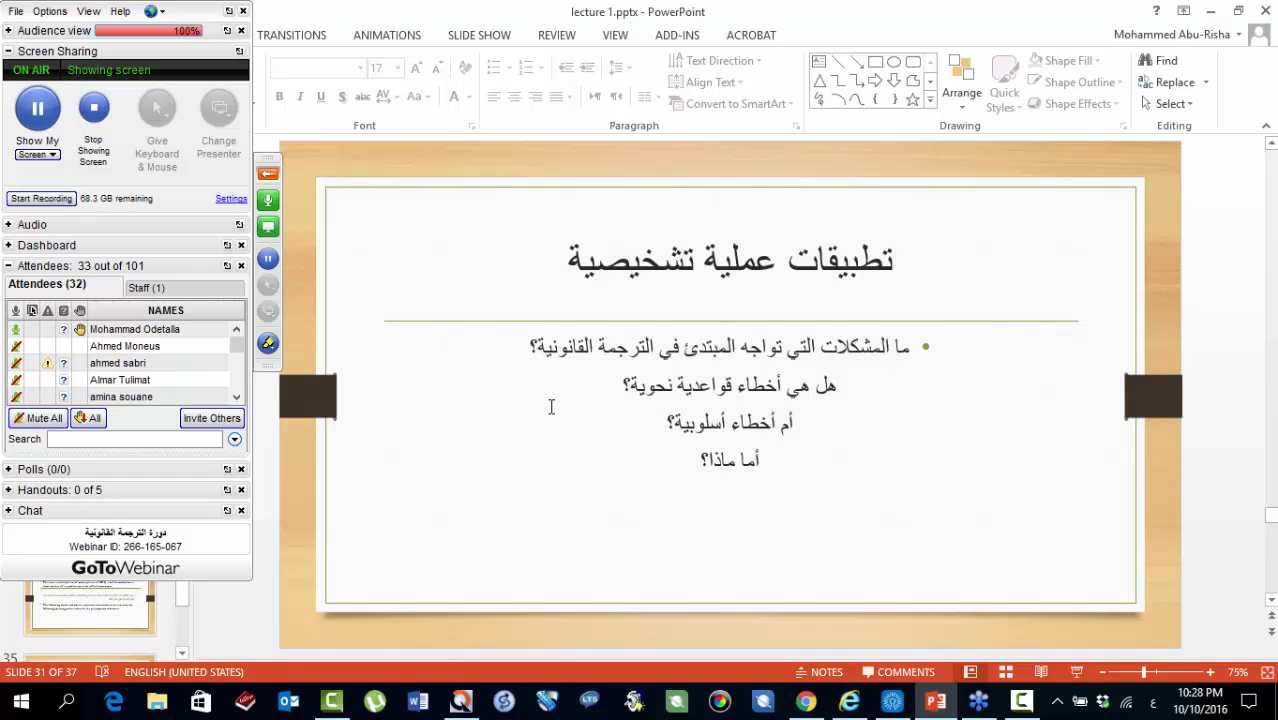 File Options View Help
Audience view 100%
Screen Sharing
ON AIR Showing screen
Show My
Screen
Stop
Showing
Screen
Give
Keyboard
& Mouse
Change
Presenter
Start Recording 68.3 GB remaining Settings
Audio
Dashboard
Attendees: 33 out of 101
Attendees (32) Staff (1)
NAMES
Mohammad Odetalla
Ahmed Moneus
ahmed sabri
Almar Tulimat
amina souane
Mute All All Invite Others
Search
Polls (0/0)
Handouts: 0 of 5
Chat
دورة الترجمة القانونية
Webinar ID: 266-165-067
GoToWebinar
lecture 1.pptx - PowerPoint
TRANSITIONS ANIMATIONS SLIDE SHOW REVIEW VIEW ADD-INS ACROBAT
Mohammed Abu-Risha
17
Text Direction
Align Text
Convert to SmartArt
Arrange
Quick
Styles
Shape Fill
Shape Outline
Shape Effects
Find
Replace
Select
Font Paragraph Drawing Editing
تطبيقات عملية تشخيصية
• ما المشكلات التي تواجه المبتدئ في الترجمة القانونية؟
هل هي أخطاء قواعدية نحوية؟
أم أخطاء أسلوبية؟
أما ماذا؟
35
SLIDE 31 OF 37 ENGLISH (UNITED STATES) NOTES COMMENTS 75%
LTS
10:28 PM
10/10/2016